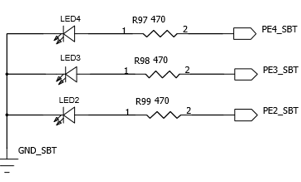 LED4 R97 470 1 2 PE4_SBT
LED3 R98 470 1 2 PE3_SBT
LED2 R99 470 1 2 PE2_SBT
GND_SBT